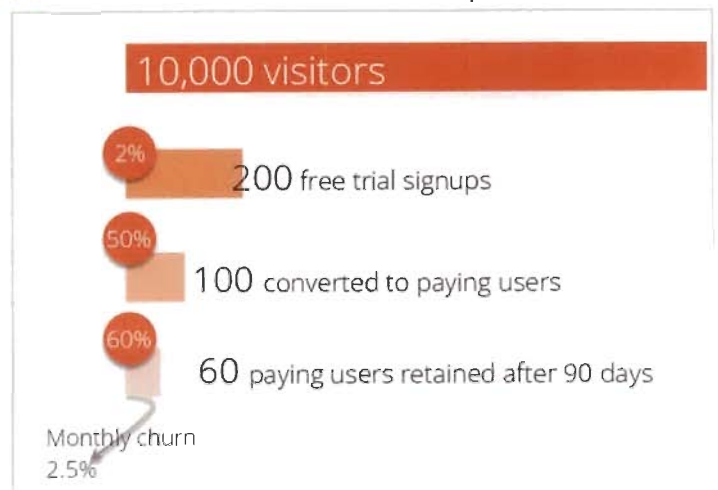 10,000 visitors
2%
200 free trial signups
50%
100 converted to paying users
60%
60 paying users retained after 90 days
Monthly churn
2.5%